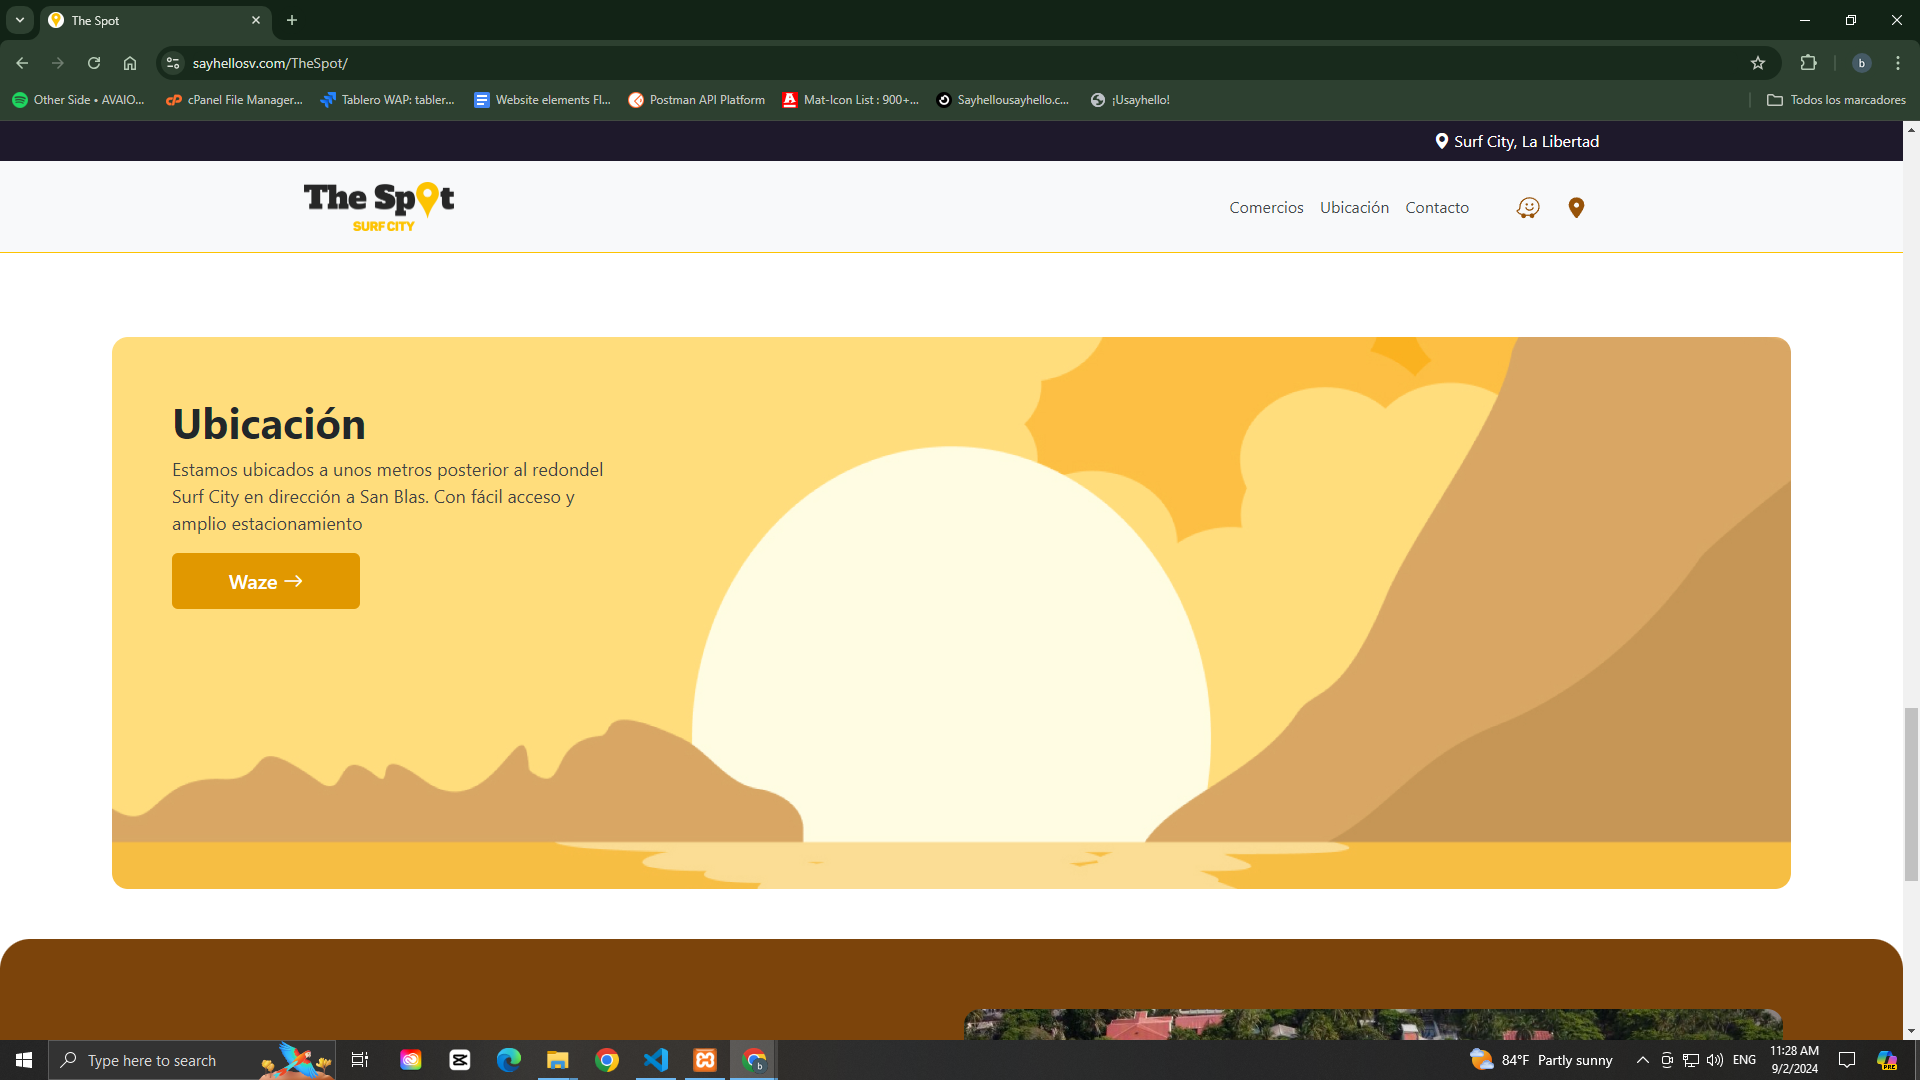 The Spot
sayhellosv.com/TheSpot/
b
Other Side • AVAIO...
cPanel File Manager...
Tablero WAP: tabler...
Website elements Fl...
Postman API Platform
Mat-Icon List : 900+...
Sayhellousayhello.c...
¡Usayhello!
Todos los marcadores
Surf City, La Libertad
The Spot
SURF CITY
Comercios
Ubicación
Contacto
Ubicación
Estamos ubicados a unos metros posterior al redondel
Surf City en dirección a San Blas. Con fácil acceso y
amplio estacionamiento
Waze →
Type here to search
84°F Partly sunny
ENG
11:28 AM
9/2/2024